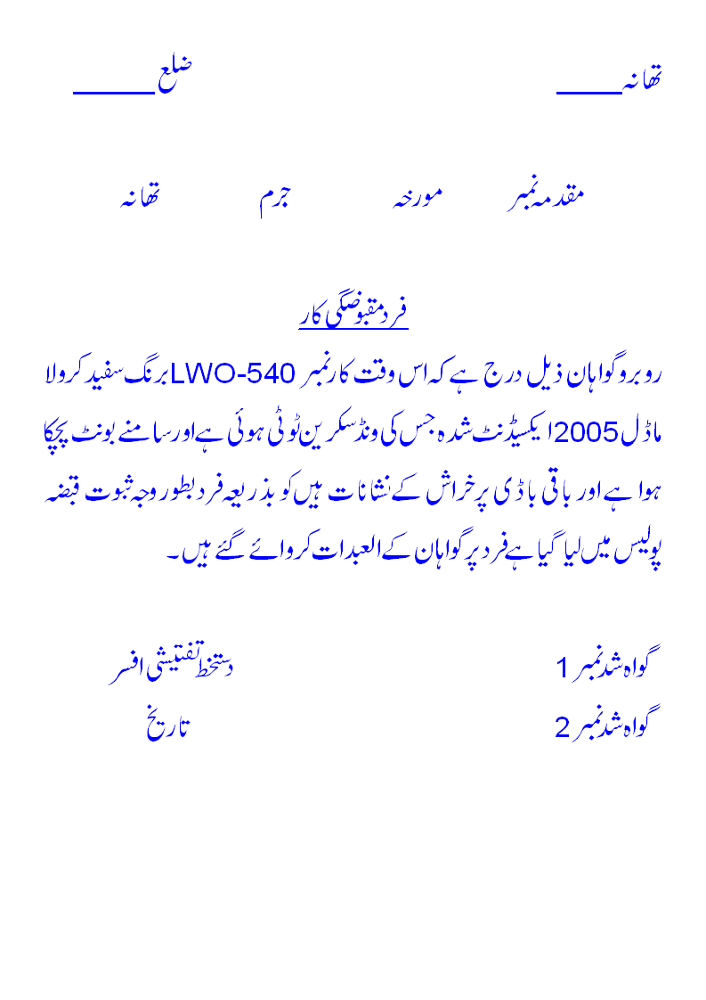 تھانہ______ ضلع______
مقدمہ نمبر مورخہ جرم تھانہ
فرد مقبوضگی کار
روبرو گواہان ذیل درج ہے کہ اس وقت کار نمبر LWO-540 برنگ سفید کرولا
ماڈل 2005 ایکسیڈنٹ شدہ جس کی ونڈ سکرین ٹوٹی ہوئی ہے اور سامنے بونٹ پچکا
ہوا ہے اور باقی باڈی پر خراش کے نشانات ہیں کو بذریعہ فرد بطور وجہ ثبوت قبضہ
پولیس میں لیا گیا ہے فرد پر گواہان کے العبدات کروائے گئے ہیں۔
گواہ شد نمبر 1 دستخط تفتیشی افسر
گواہ شد نمبر 2 تاریخ